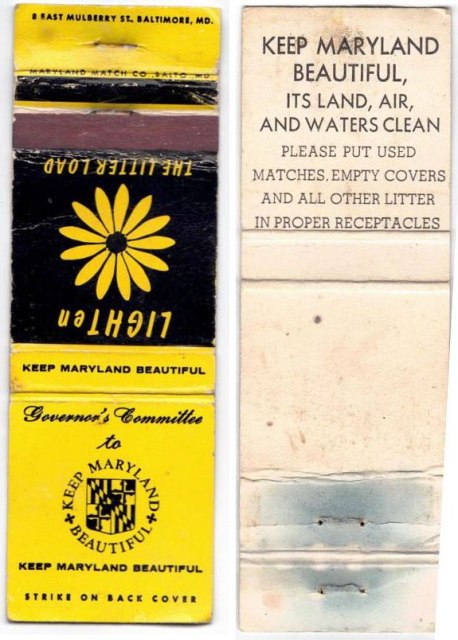 8 EAST MULBERRY ST., BALTIMORE, MD.
MARYLAND MATCH CO. BALTO. MD
THE LITTER LOAD
LIGHTen
KEEP MARYLAND BEAUTIFUL
Governor's Committee
to
KEEP MARYLAND
BEAUTIFUL
KEEP MARYLAND BEAUTIFUL
STRIKE ON BACK COVER
KEEP MARYLAND
BEAUTIFUL,
ITS LAND, AIR,
AND WATERS CLEAN
PLEASE PUT USED
MATCHES, EMPTY COVERS
AND ALL OTHER LITTER
IN PROPER RECEPTACLES